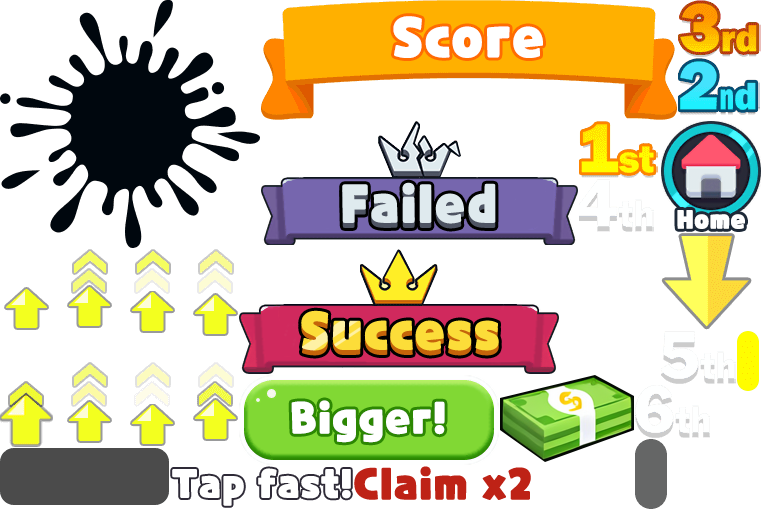 Score
3rd
2nd
1st
4th
Home
Failed
Success
5th
Bigger!
6th
Tap fast!
Claim x2